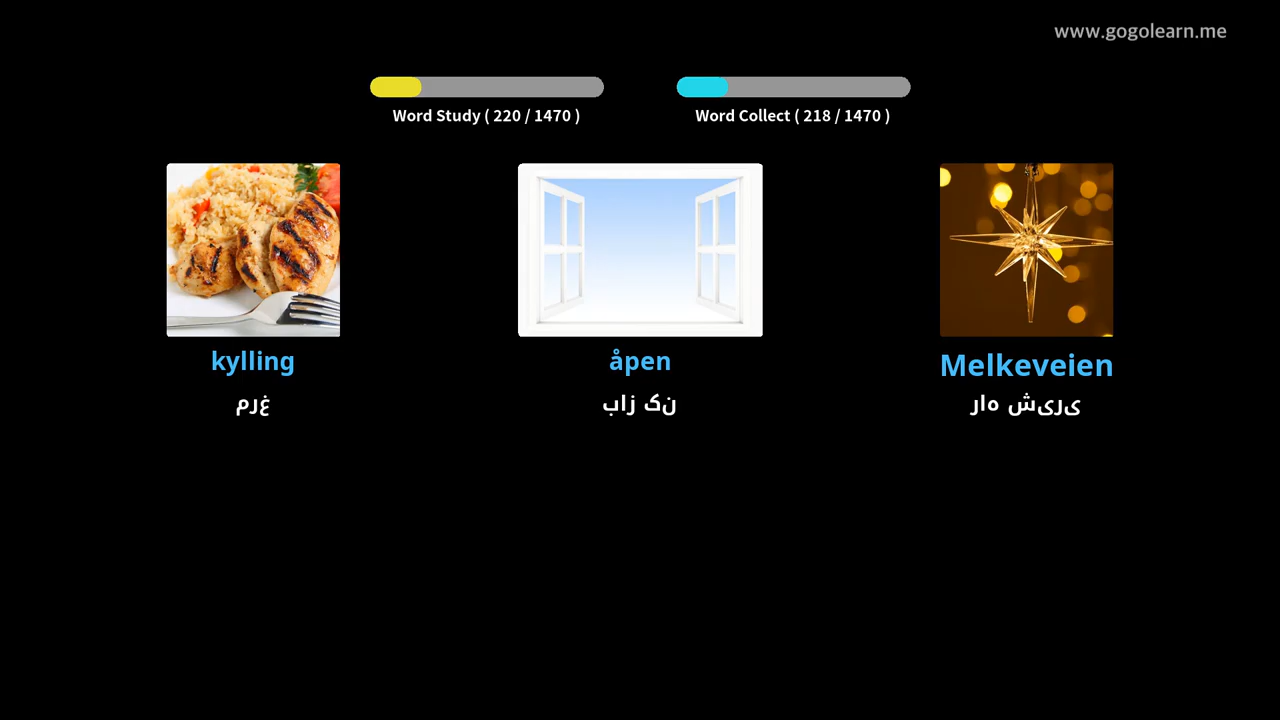 www.gogolearn.me
Word Study ( 220 / 1470 )
Word Collect ( 218 / 1470 )
kylling
غرم
åpen
نک زاب
Melkeveien
یریش هار